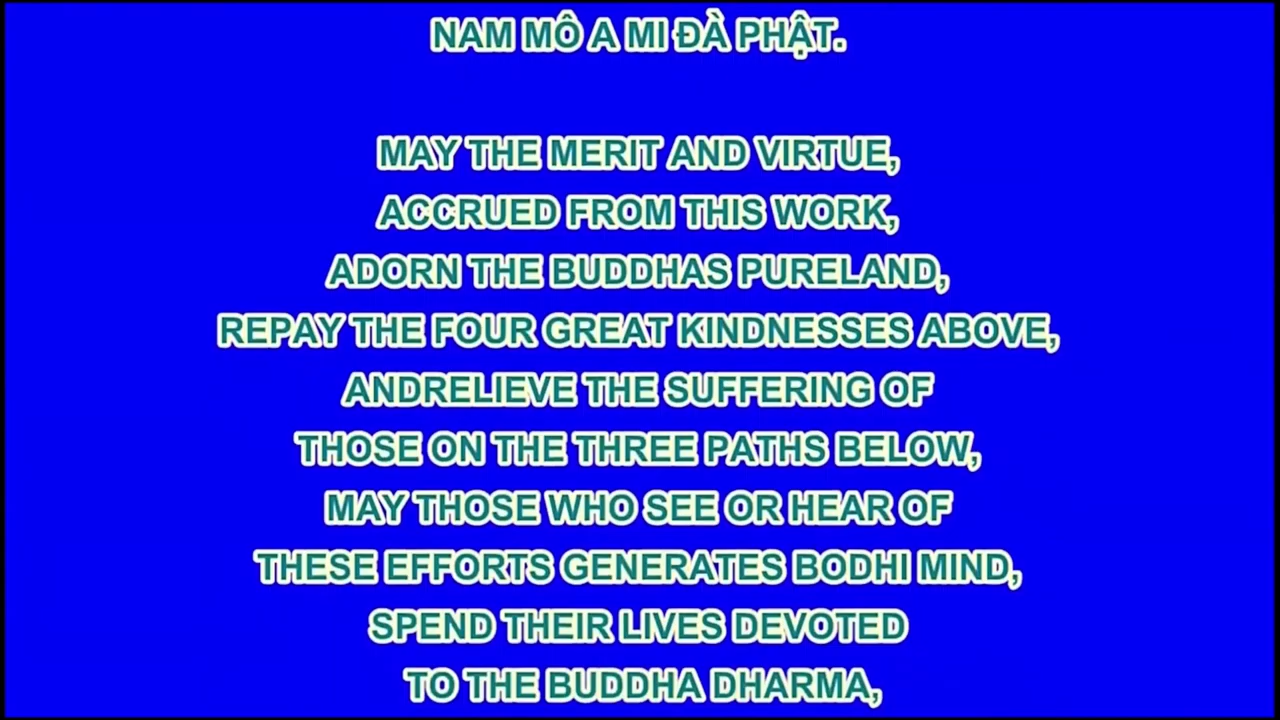 NAM MÔ A MI ĐÀ PHẬT.
MAY THE MERIT AND VIRTUE,
ACCRUED FROM THIS WORK,
ADORN THE BUDDHAS PURELAND,
REPAY THE FOUR GREAT KINDNESSES ABOVE,
ANDRELIEVE THE SUFFERING OF
THOSE ON THE THREE PATHS BELOW,
MAY THOSE WHO SEE OR HEAR OF
THESE EFFORTS GENERATES BODHI MIND,
SPEND THEIR LIVES DEVOTED
TO THE BUDDHA DHARMA,